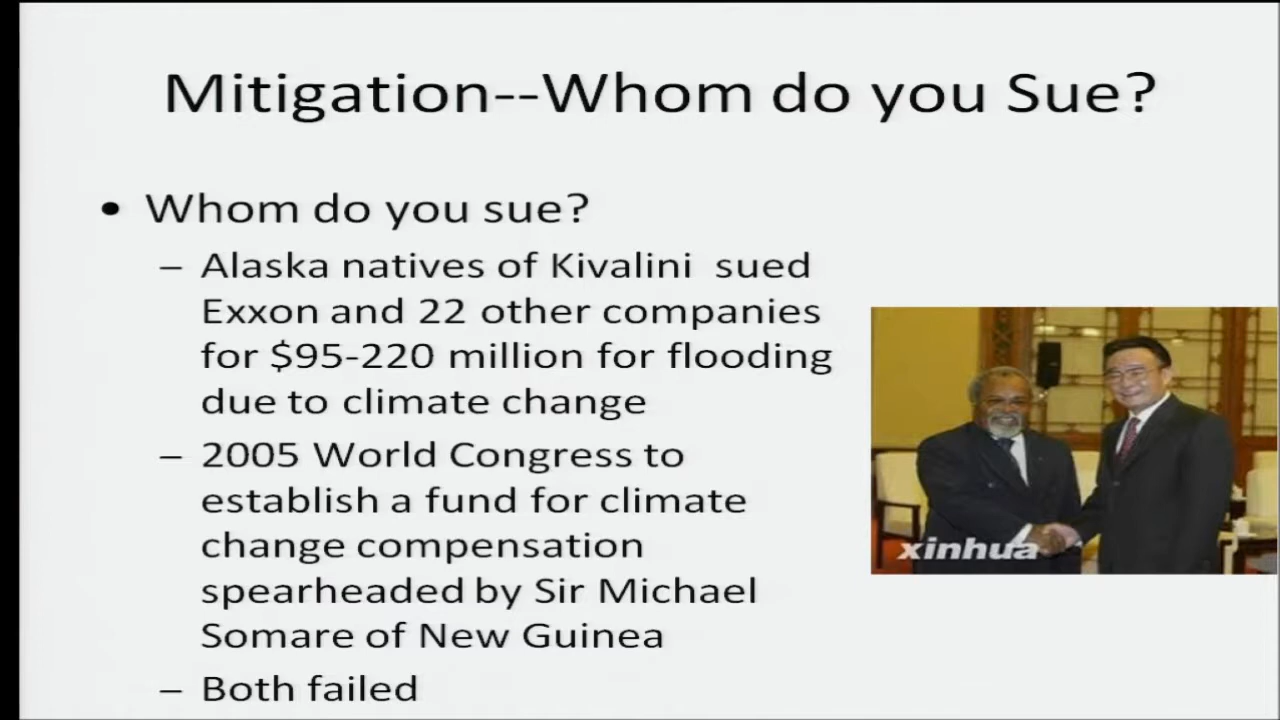 Mitigation--Whom do you Sue?
• Whom do you sue?
– Alaska natives of Kivalini sued
Exxon and 22 other companies
for $95-220 million for flooding
due to climate change
– 2005 World Congress to
establish a fund for climate
change compensation
spearheaded by Sir Michael
Somare of New Guinea
– Both failed
xinhua